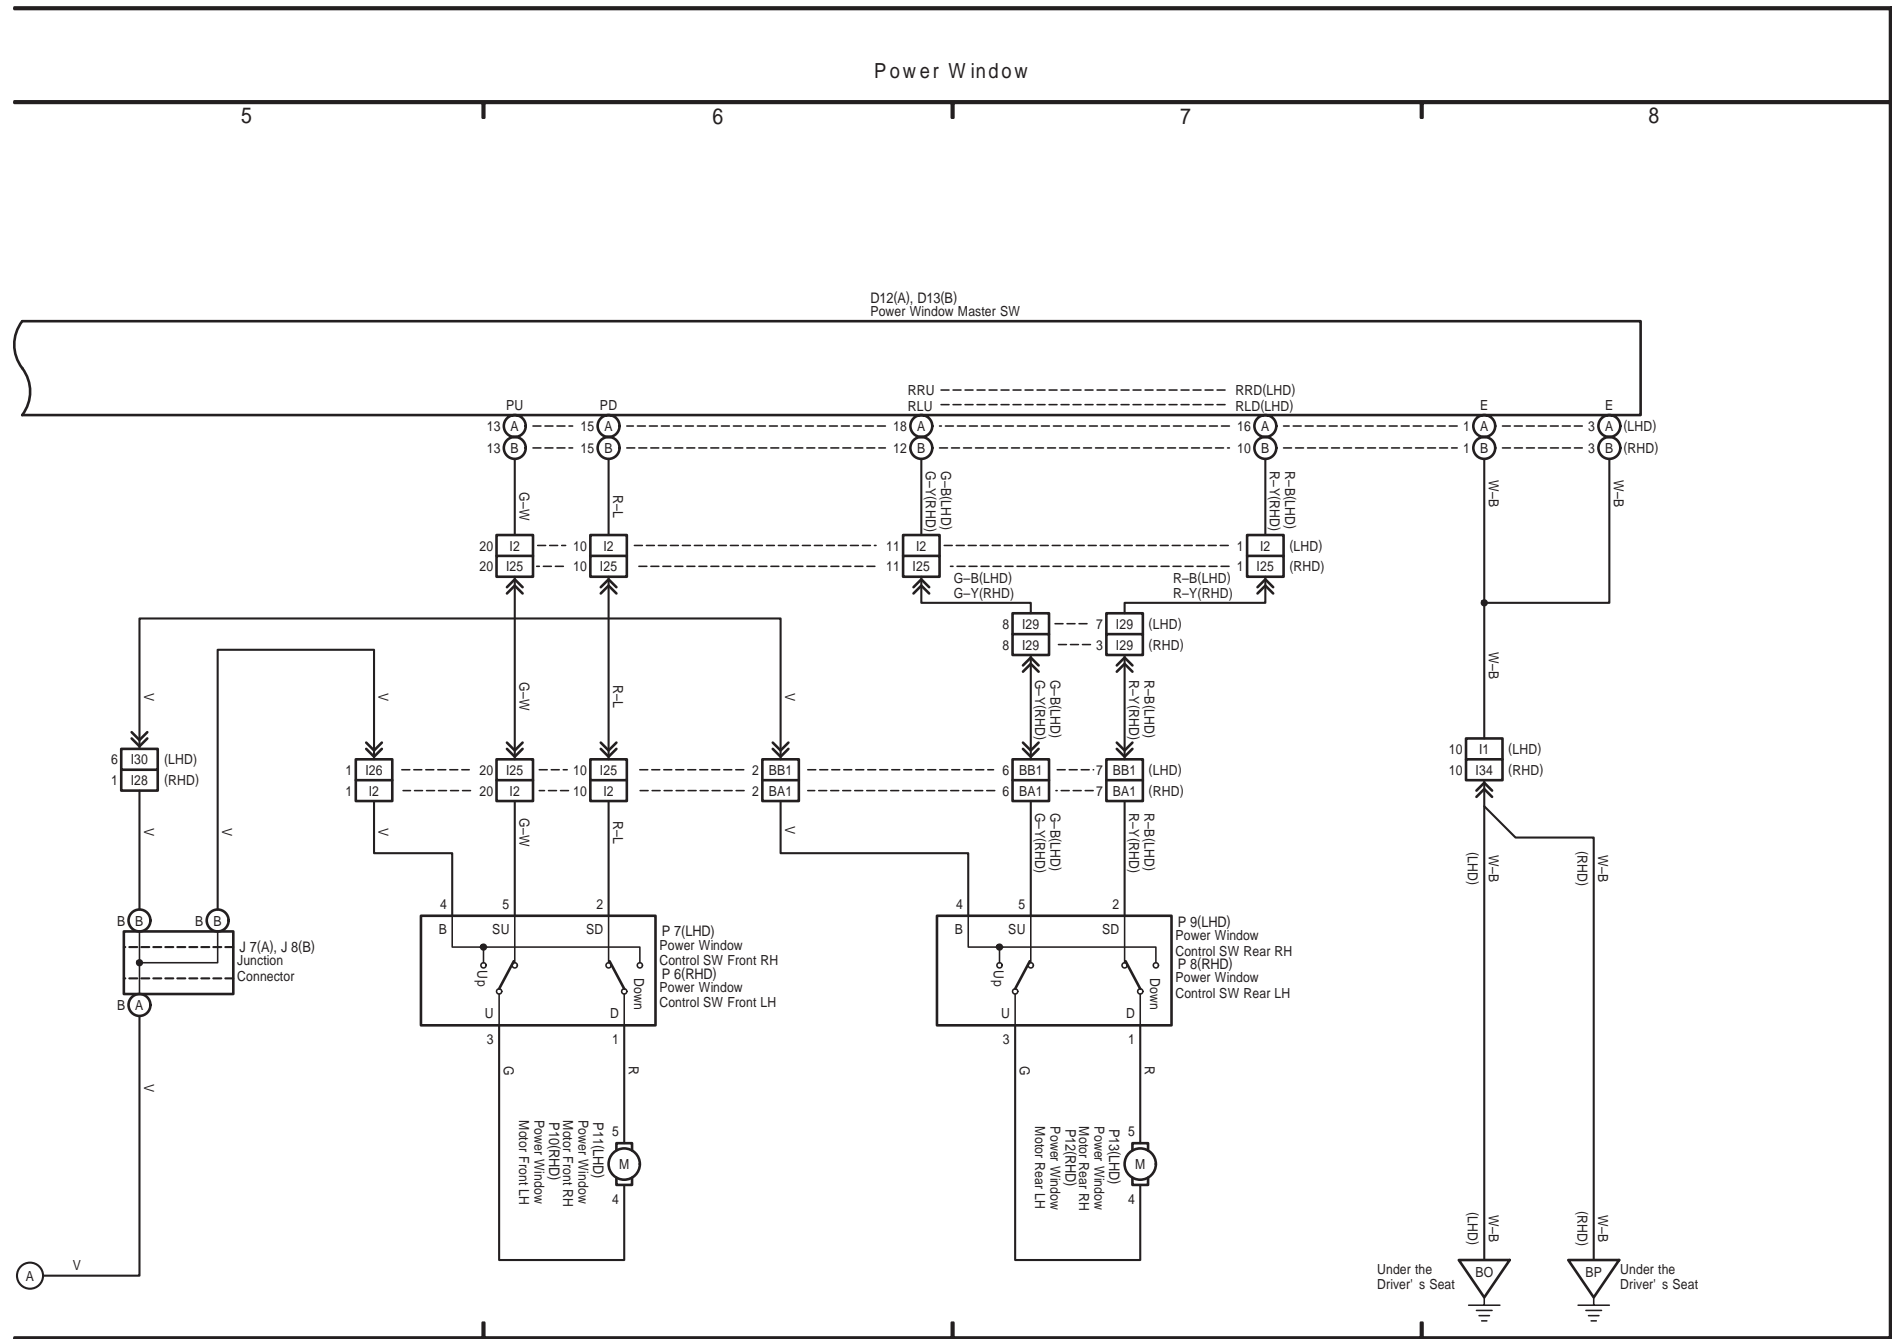 Power Window
5 6 7 8
D12(A), D13(B)
Power Window Master SW
RRU RRD(LHD)
RLU RLD(LHD)
PU PD E E
13 A 15 A 18 A 16 A 1 A 3 A (LHD)
13 B 15 B 12 B 10 B 1 B 3 B (RHD)
G–W R–L G–Y(RHD) G–B(LHD) R–Y(RHD) R–B(LHD) W–B W–B
20 I2 10 I2 11 I2 1 I2 (LHD)
20 I25 10 I25 11 I25 1 I25 (RHD)
G–B(LHD) R–B(LHD)
G–Y(RHD) R–Y(RHD)
8 I29 7 I29 (LHD)
8 I29 3 I29 (RHD)
V V G–W R–L V G–Y(RHD) G–B(LHD) R–Y(RHD) R–B(LHD) W–B
6 I30 (LHD)
1 I28 (RHD)
10 I1 (LHD)
10 I34 (RHD)
1 I26 20 I25 10 I25 2 BB1 6 BB1 7 BB1 (LHD)
1 I2 20 I2 10 I2 2 BA1 6 BA1 7 BA1 (RHD)
V V V G–W R–L V G–Y(RHD) G–B(LHD) R–Y(RHD) R–B(LHD)
(LHD) W–B (RHD) W–B
B B B B
J 7(A), J 8(B)
Junction
Connector
B A
V
4 5 2
B SU SD
Up Down
U D
3 1
P 7(LHD)
Power Window
Control SW Front RH
P 6(RHD)
Power Window
Control SW Front LH
4 5 2
B SU SD
Up Down
U D
3 1
P 9(LHD)
Power Window
Control SW Rear RH
P 8(RHD)
Power Window
Control SW Rear LH
G R G R
P11(LHD)
Power Window
Motor Front RH
P10(RHD)
Power Window
Motor Front LH
5
M
4
P13(LHD)
Power Window
Motor Rear RH
P12(RHD)
Power Window
Motor Rear LH
5
M
4
(LHD) W–B (RHD) W–B
A V
Under the
Driver' s Seat
BO
BP
Under the
Driver' s Seat